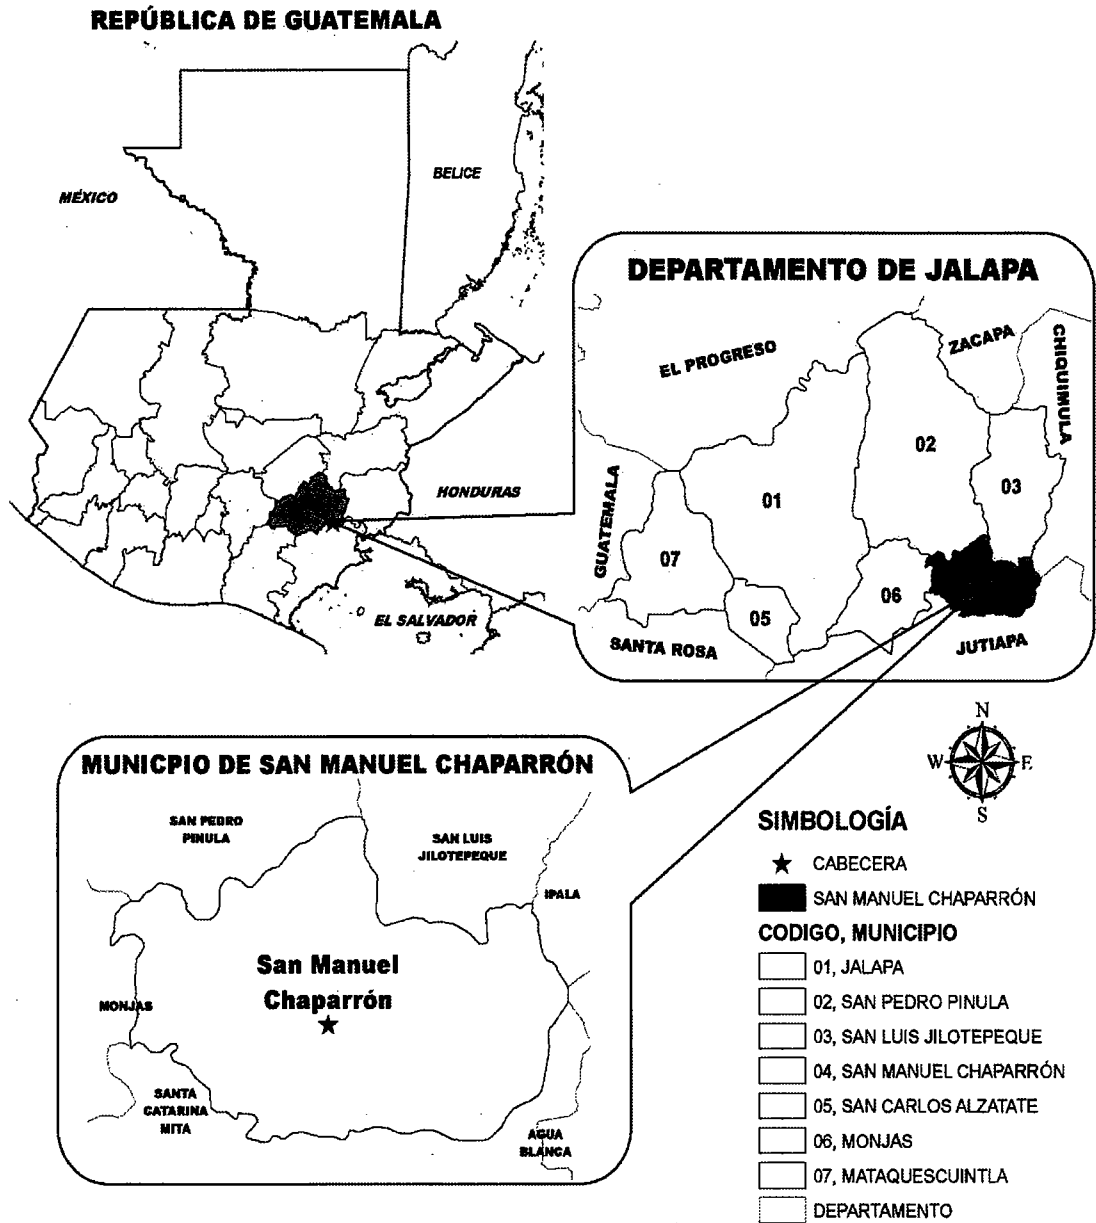 REPÚBLICA DE GUATEMALA
MÉXICO
BELICE
HONDURAS
EL SALVADOR
DEPARTAMENTO DE JALAPA
EL PROGRESO
ZACAPA
CHIQUIMULA
GUATEMALA
01
02
03
07
06
05
SANTA ROSA
JUTIAPA
MUNICPIO DE SAN MANUEL CHAPARRÓN
SAN PEDRO
PINULA
SAN LUIS
JILOTEPEQUE
IPALA
San Manuel
Chaparrón
MONJAS
SANTA
CATARINA
MITA
AGUA
BLANCA
N
W
E
S
SIMBOLOGÍA
CABECERA
SAN MANUEL CHAPARRÓN
CODIGO, MUNICIPIO
01, JALAPA
02, SAN PEDRO PINULA
03, SAN LUIS JILOTEPEQUE
04, SAN MANUEL CHAPARRÓN
05, SAN CARLOS ALZATATE
06, MONJAS
07, MATAQUESCUINTLA
DEPARTAMENTO